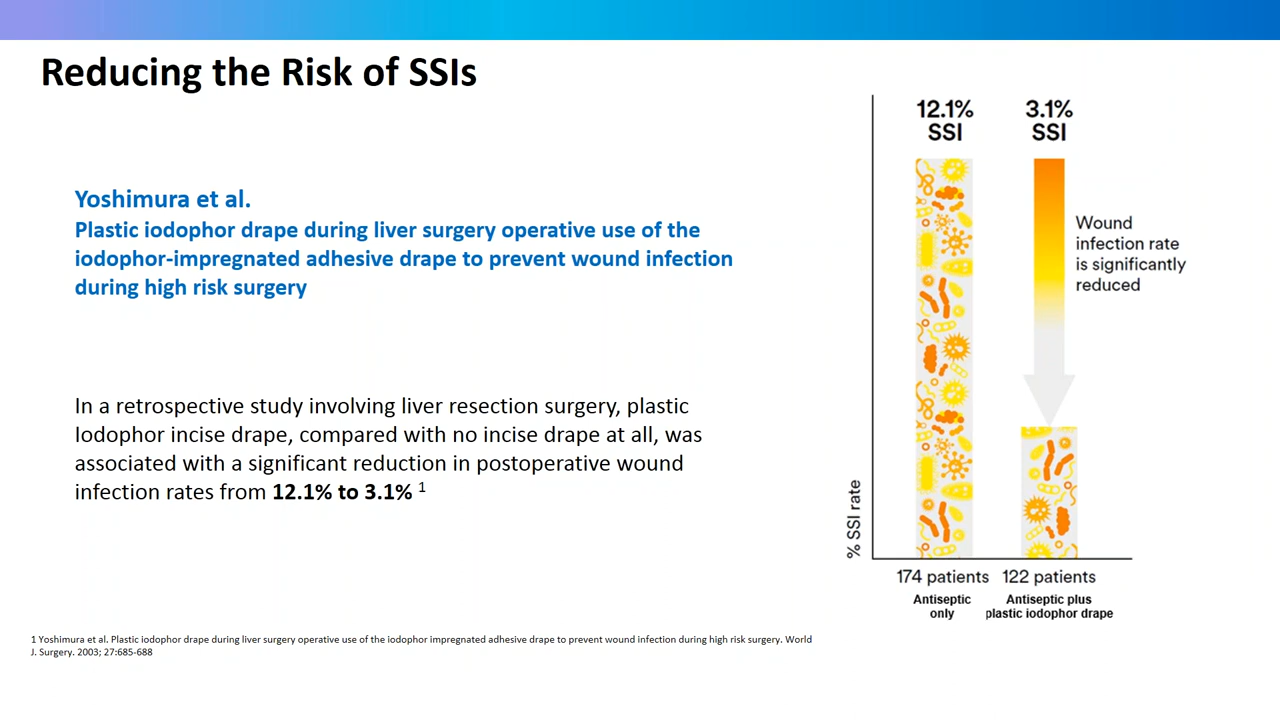 Reducing the Risk of SSIs
Yoshimura et al.
Plastic iodophor drape during liver surgery operative use of the
iodophor-impregnated adhesive drape to prevent wound infection
during high risk surgery
In a retrospective study involving liver resection surgery, plastic
Iodophor incise drape, compared with no incise drape at all, was
associated with a significant reduction in postoperative wound
infection rates from 12.1% to 3.1% 1
12.1%
SSI
3.1%
SSI
Wound
infection rate
is significantly
reduced
% SSI rate
174 patients
Antiseptic
only
122 patients
Antiseptic plus
plastic iodophor drape
1 Yoshimura et al. Plastic iodophor drape during liver surgery operative use of the iodophor impregnated adhesive drape to prevent wound infection during high risk surgery. World
J. Surgery. 2003; 27:685-688